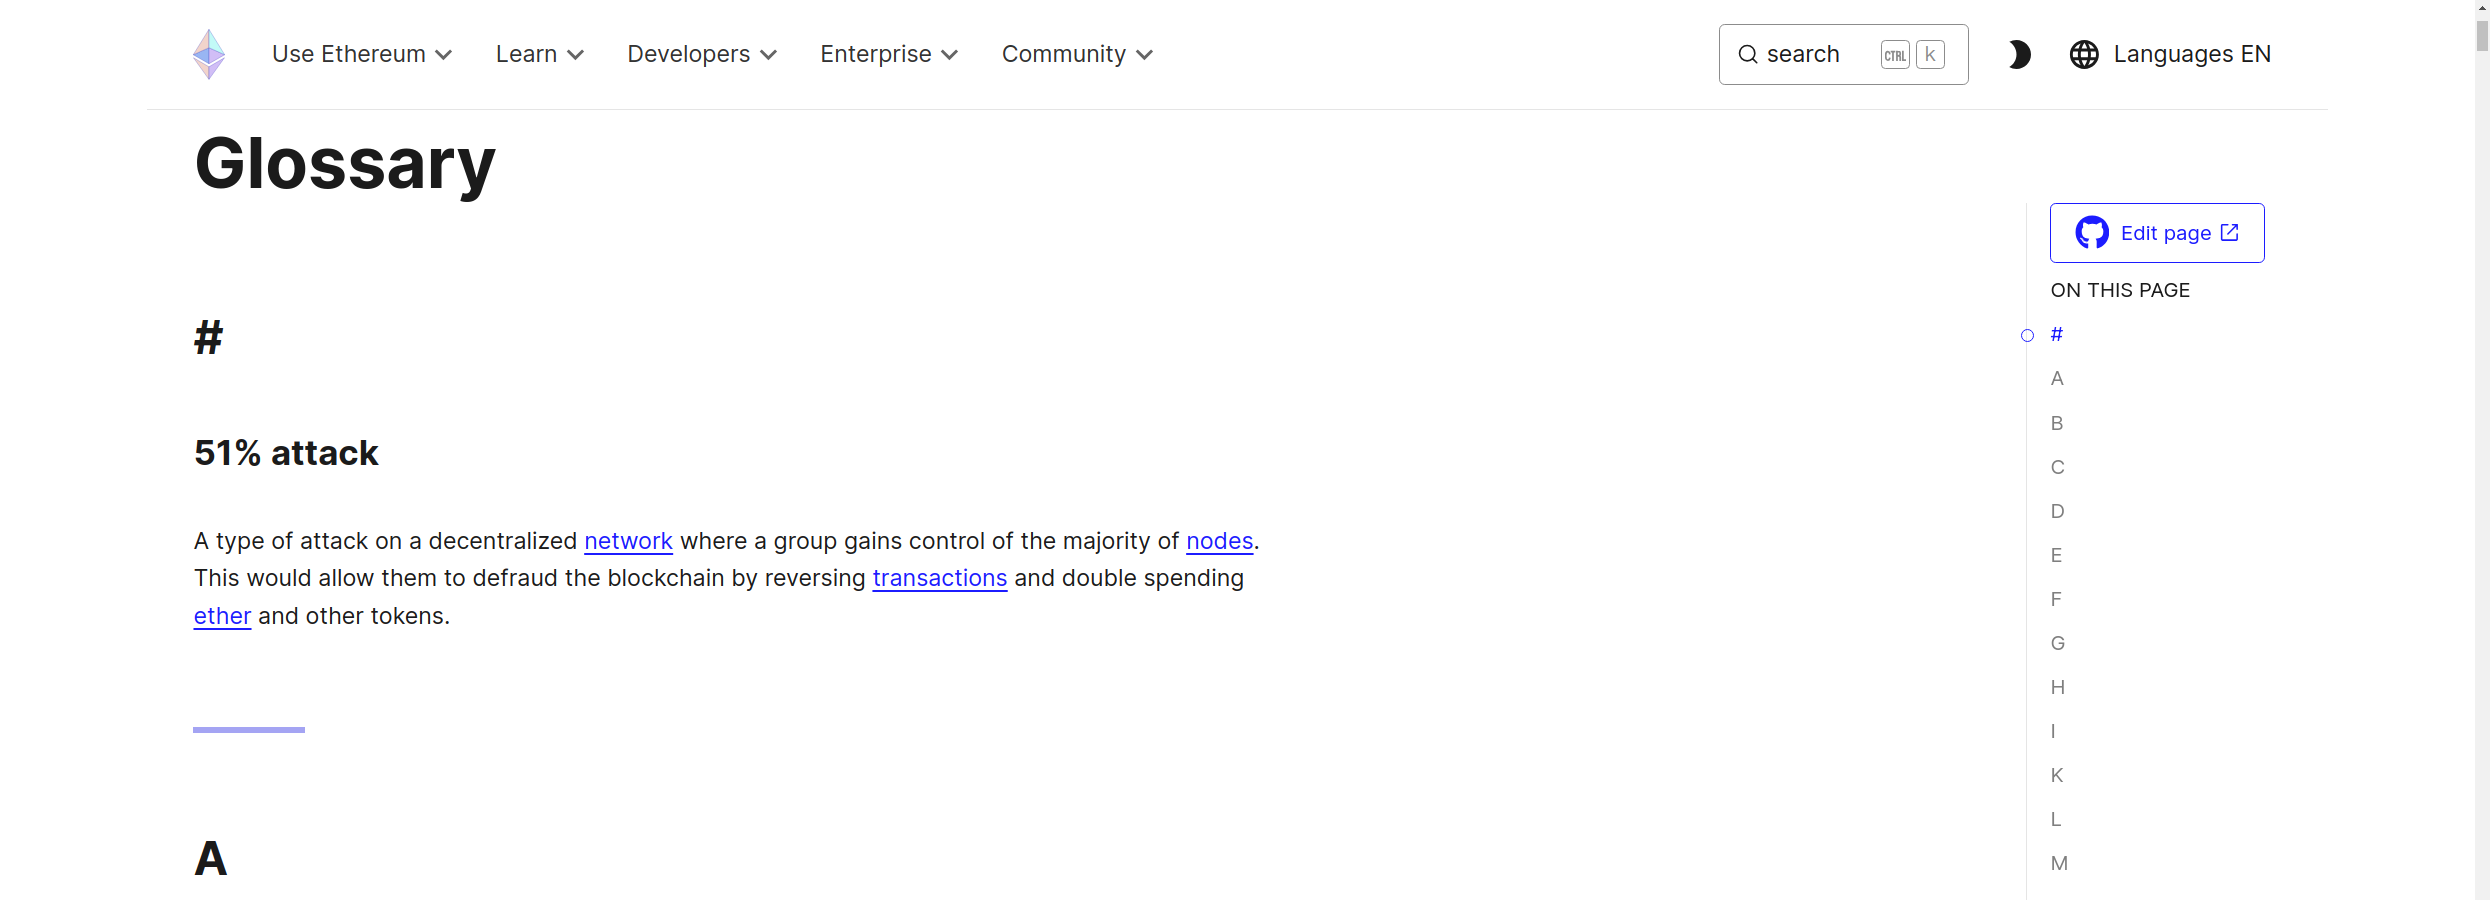 Use Ethereum Learn Developers Enterprise Community search CTRL k Languages EN
Glossary
Edit page
ON THIS PAGE
#
A
B
C
D
E
F
G
H
I
K
L
M
#
51% attack
A type of attack on a decentralized network where a group gains control of the majority of nodes.
This would allow them to defraud the blockchain by reversing transactions and double spending
ether and other tokens.
A